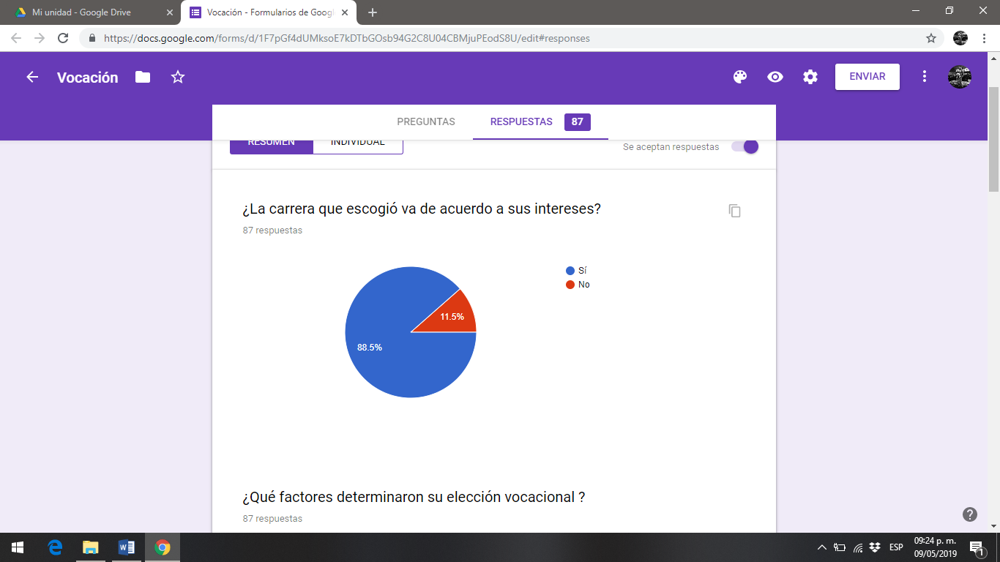 Mi unidad - Google Drive
Vocación - Formularios de Goog
https://docs.google.com/forms/d/1F7pGf4dUMksoE7kDTbGOsb94G2C8U04CBMjuPEodS8U/edit#responses
Vocación
ENVIAR
PREGUNTAS
RESPUESTAS 87
RESUMEN
INDIVIDUAL
Se aceptan respuestas
¿La carrera que escogió va de acuerdo a sus intereses?
87 respuestas
Sí
No
11.5%
88.5%
¿Qué factores determinaron su elección vocacional ?
87 respuestas
ESP
09:24 p. m.
09/05/2019
1